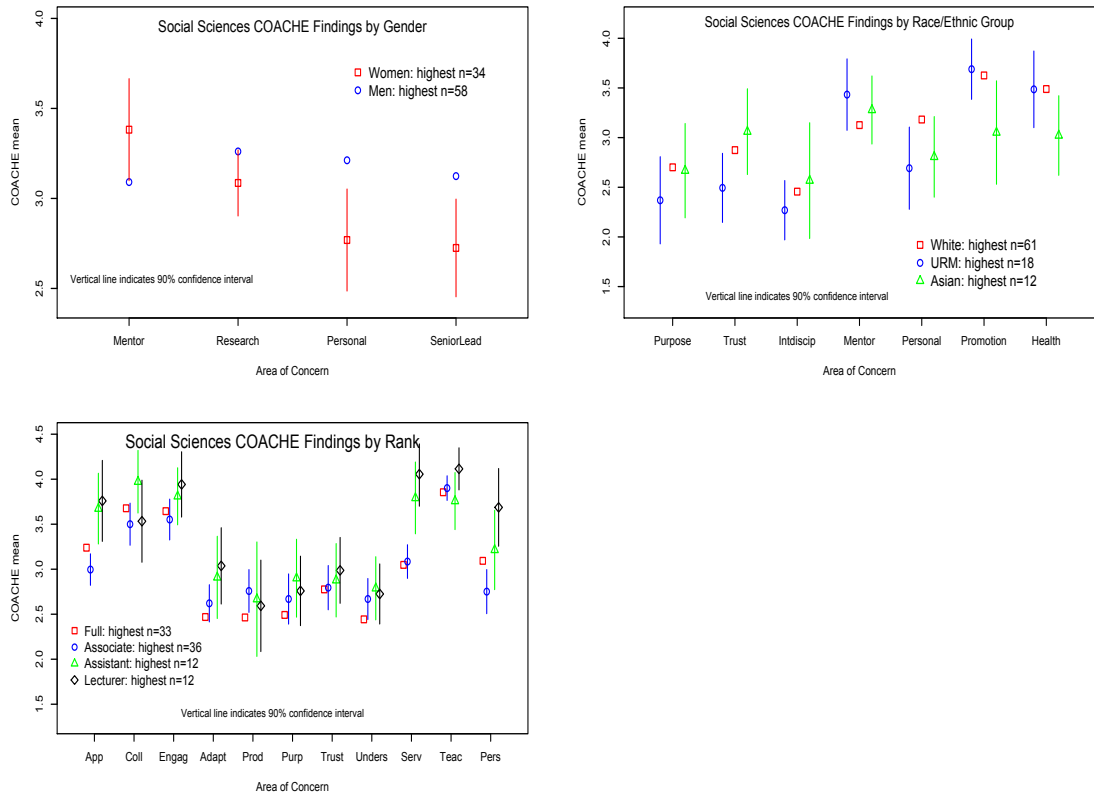 Social Sciences COACHE Findings by Gender
Women: highest n=34
Men: highest n=58
4.0
3.5
3.0
2.5
COACHE mean
Vertical line indicates 90% confidence interval
Mentor Research Personal SeniorLead
Area of Concern
Social Sciences COACHE Findings by Race/Ethnic Group
4.0
3.5
3.0
2.5
2.0
1.5
COACHE mean
White: highest n=61
URM: highest n=18
Asian: highest n=12
Vertical line indicates 90% confidence interval
Purpose Trust Intdiscip Mentor Personal Promotion Health
Area of Concern
Social Sciences COACHE Findings by Rank
4.5
4.0
3.5
3.0
2.5
2.0
1.5
COACHE mean
Full: highest n=33
Associate: highest n=36
Assistant: highest n=12
Lecturer: highest n=12
Vertical line indicates 90% confidence interval
App Coll Engag Adapt Prod Purp Trust Unders Serv Teac Pers
Area of Concern